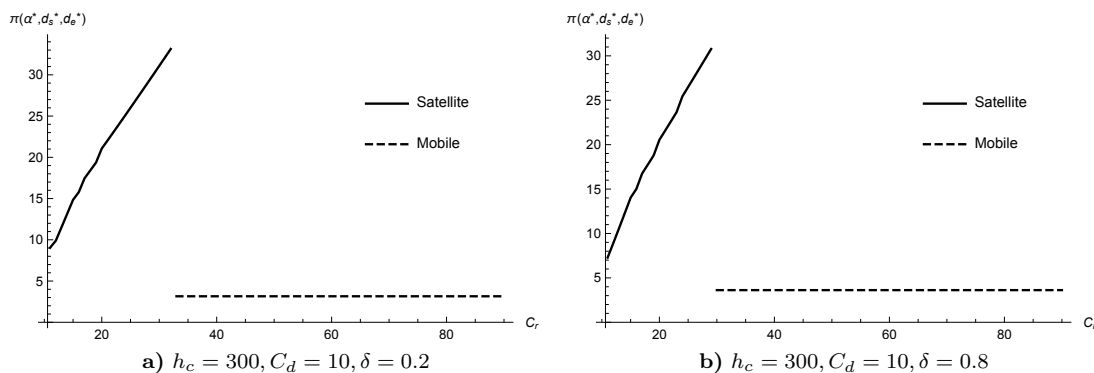 π(α*,d_s*,d_e*)
30
25
20
15
10
5
20 40 60 80
C_r
Satellite
Mobile
a) h_c = 300, C_d = 10, δ = 0.2
π(α*,d_s*,d_e*)
30
25
20
15
10
5
20 40 60 80
C_r
Satellite
Mobile
b) h_c = 300, C_d = 10, δ = 0.8